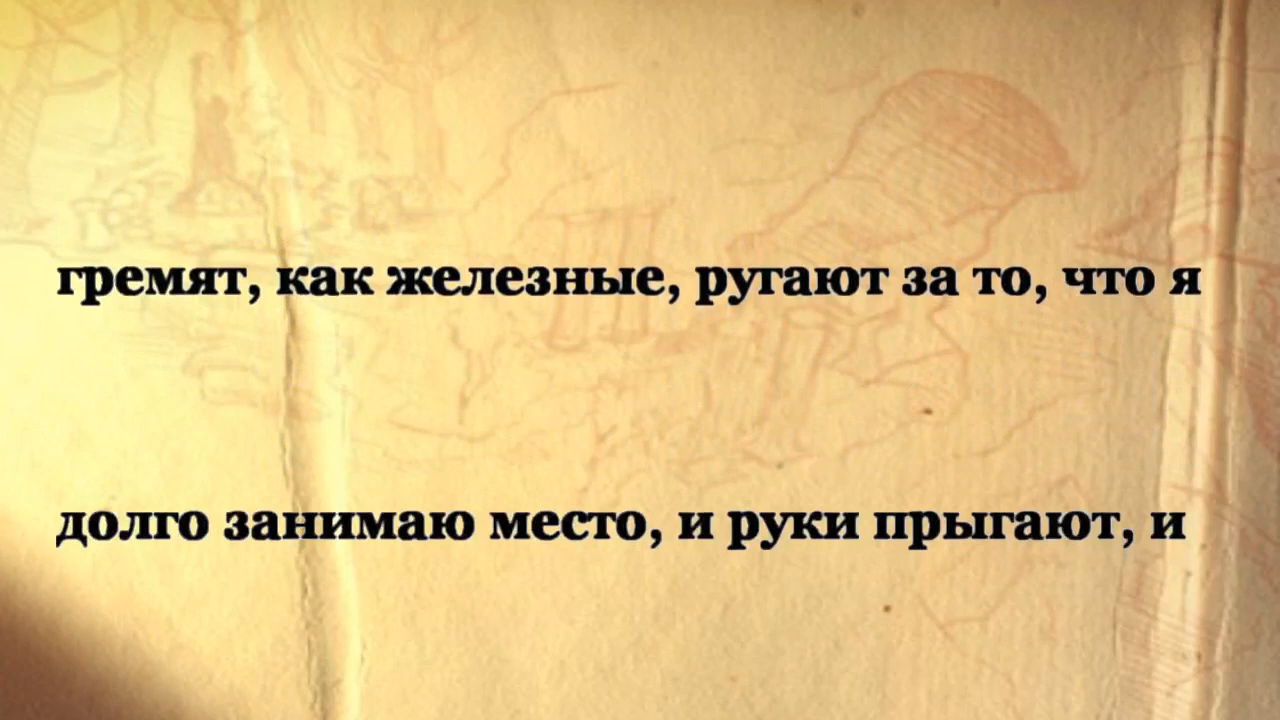 гремят, как железные, ругают за то, что я
долго занимаю место, и руки прыгают, и